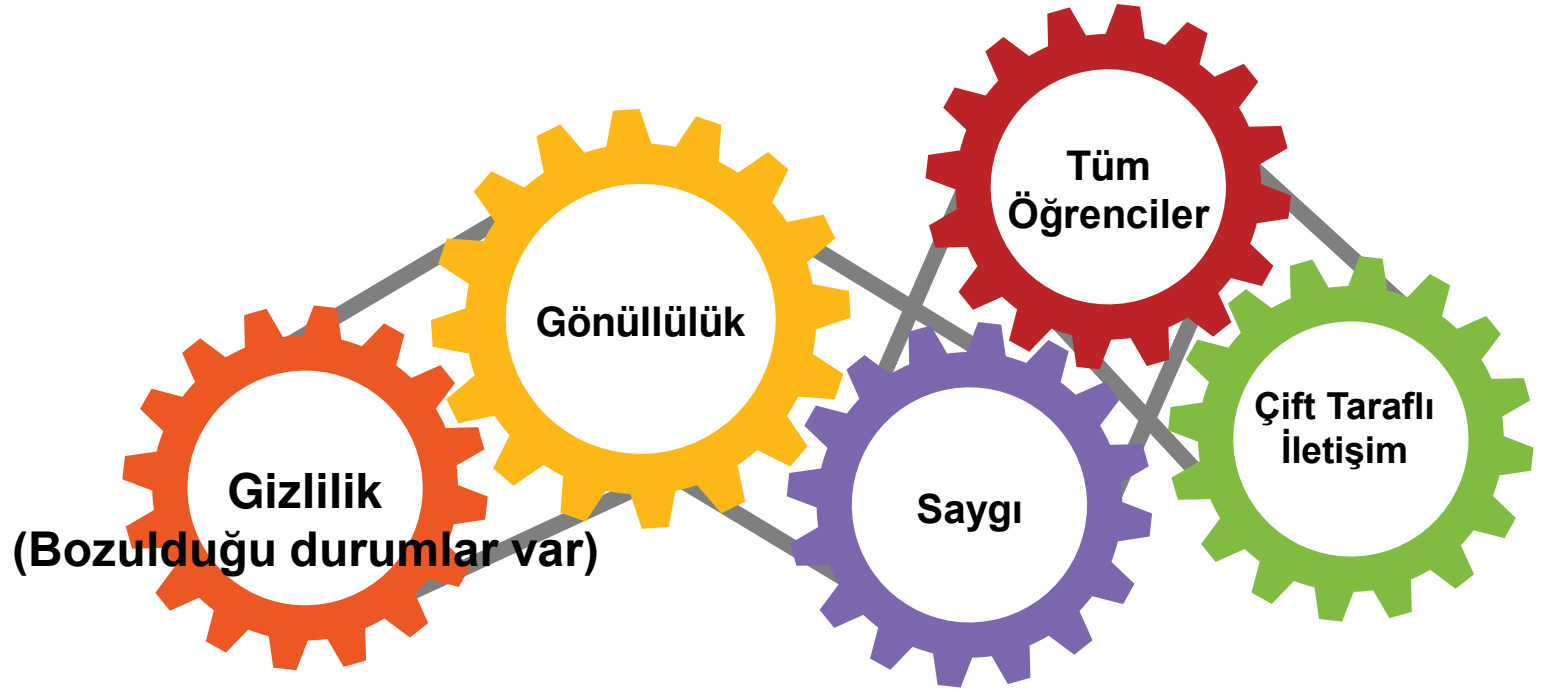 Gizlilik
(Bozulduğu durumlar var)
Gönüllülük
Saygı
Tüm
Öğrenciler
Çift Taraflı
İletişim